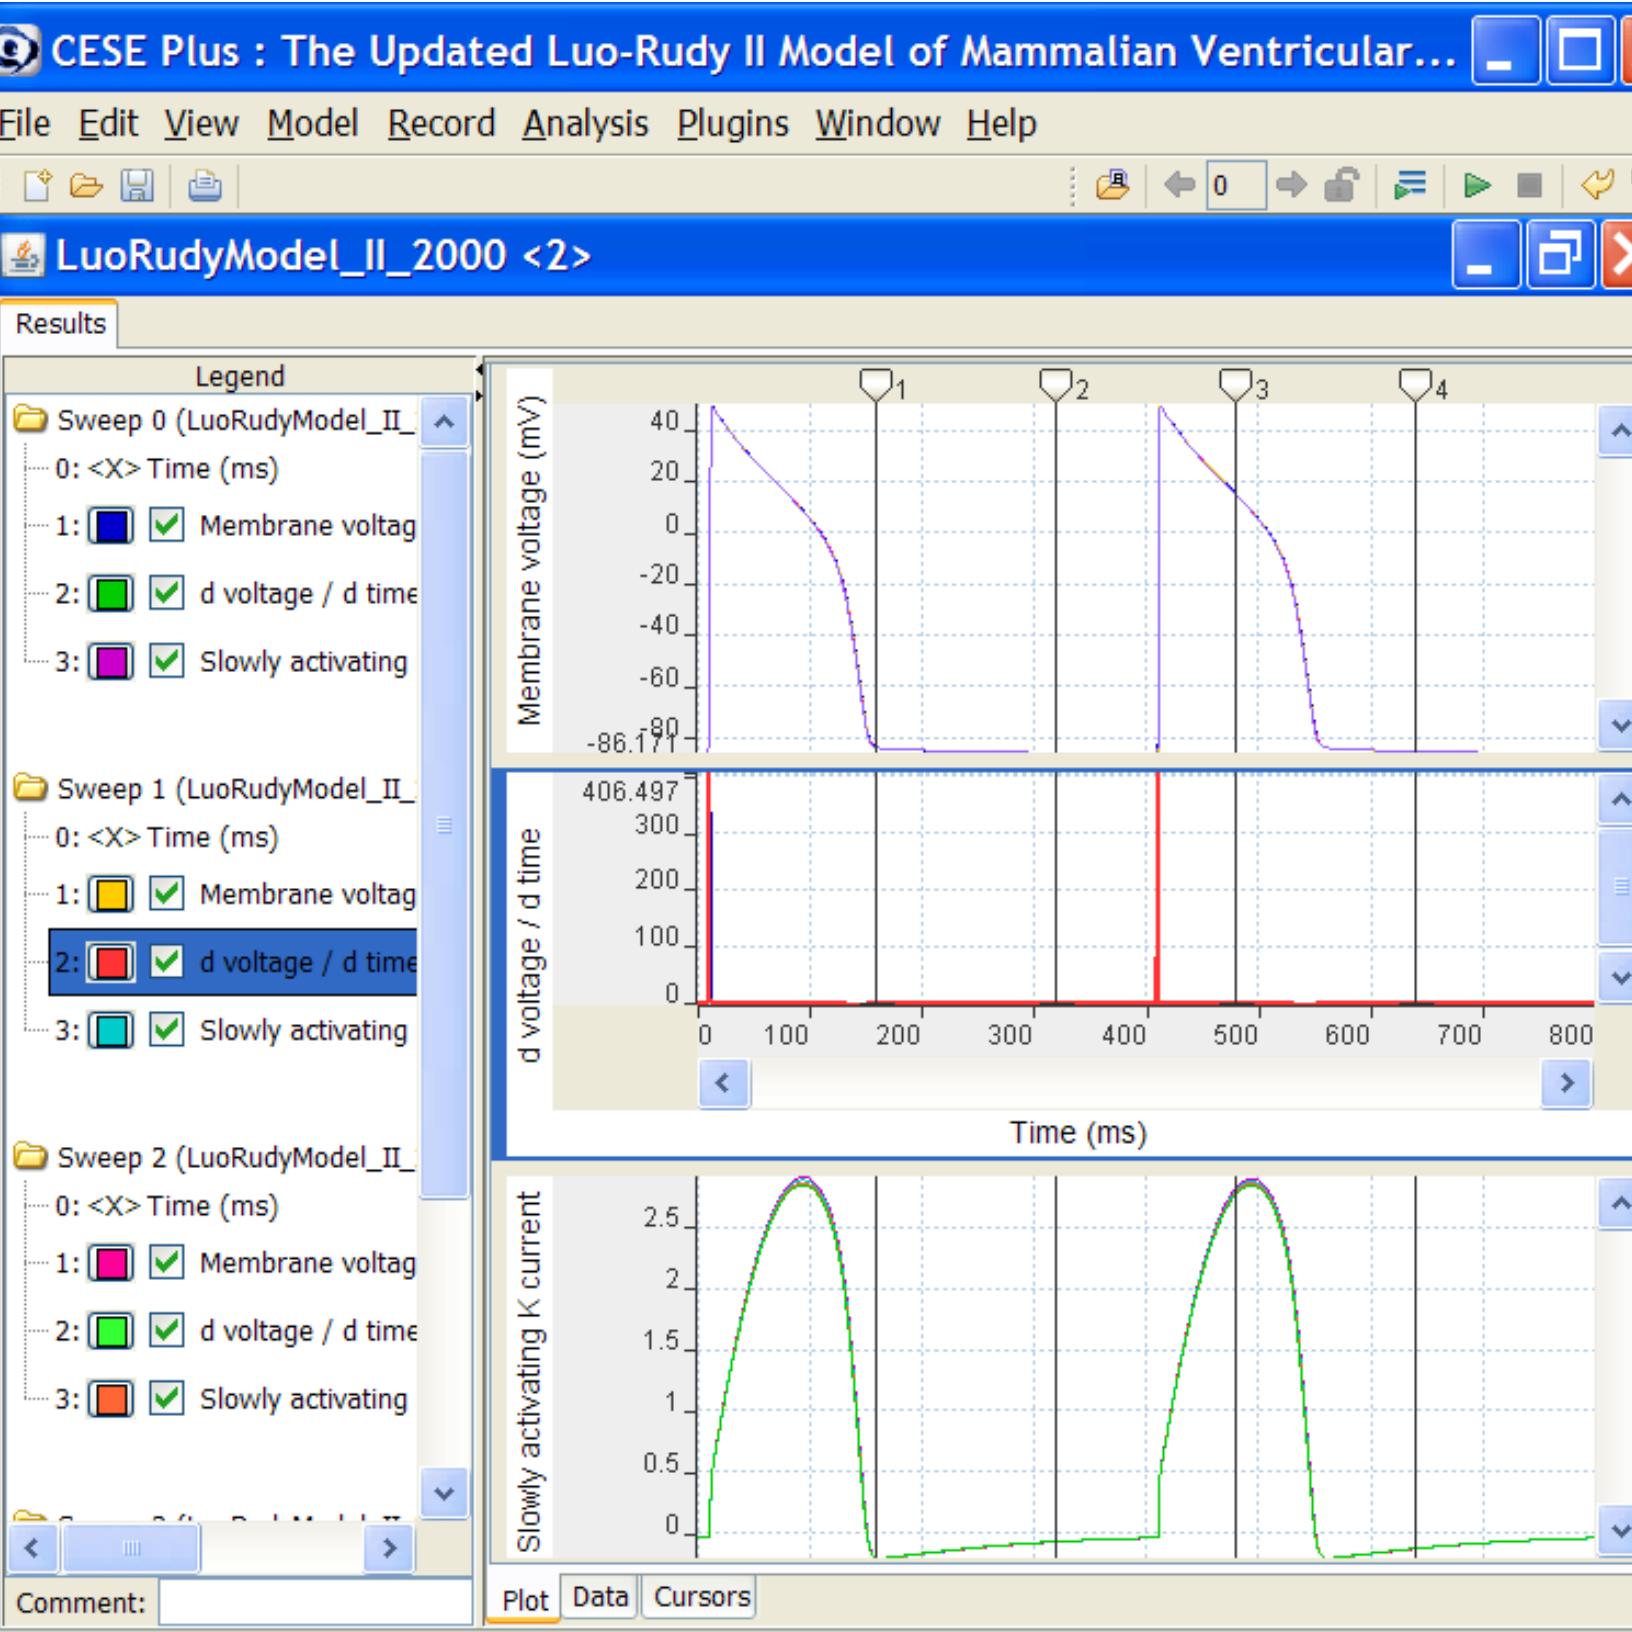 CESE Plus : The Updated Luo-Rudy II Model of Mammalian Ventricular...
File Edit View Model Record Analysis Plugins Window Help
0
LuoRudyModel_II_2000 <2>
Results
Legend
Sweep 0 (LuoRudyModel_II_
0: <X> Time (ms)
1: Membrane voltag
2: d voltage / d time
3: Slowly activating
Sweep 1 (LuoRudyModel_II_
0: <X> Time (ms)
1: Membrane voltag
2: d voltage / d time
3: Slowly activating
Sweep 2 (LuoRudyModel_II_
0: <X> Time (ms)
1: Membrane voltag
2: d voltage / d time
3: Slowly activating
Comment:
1 2 3 4
Membrane voltage (mV)
40
20
0
-20
-40
-60
-80
-86.171
d voltage / d time
406.497
300
200
100
0
0 100 200 300 400 500 600 700 800
Time (ms)
Slowly activating K current
2.5
2
1.5
1
0.5
0
Plot Data Cursors